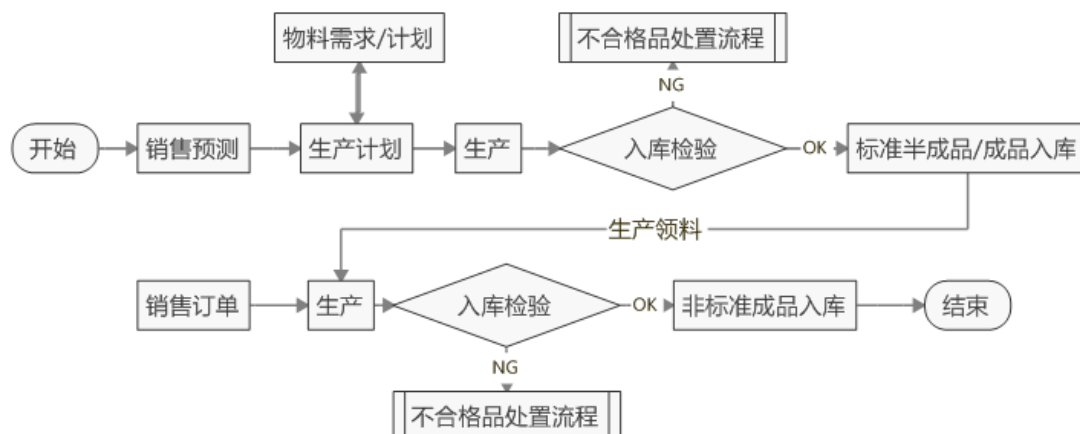 物料需求/计划
不合格品处置流程
NG
开始
销售预测
生产计划
生产
入库检验
OK
标准半成品/成品入库
生产领料
销售订单
生产
入库检验
OK
非标准成品入库
结束
NG
不合格品处置流程